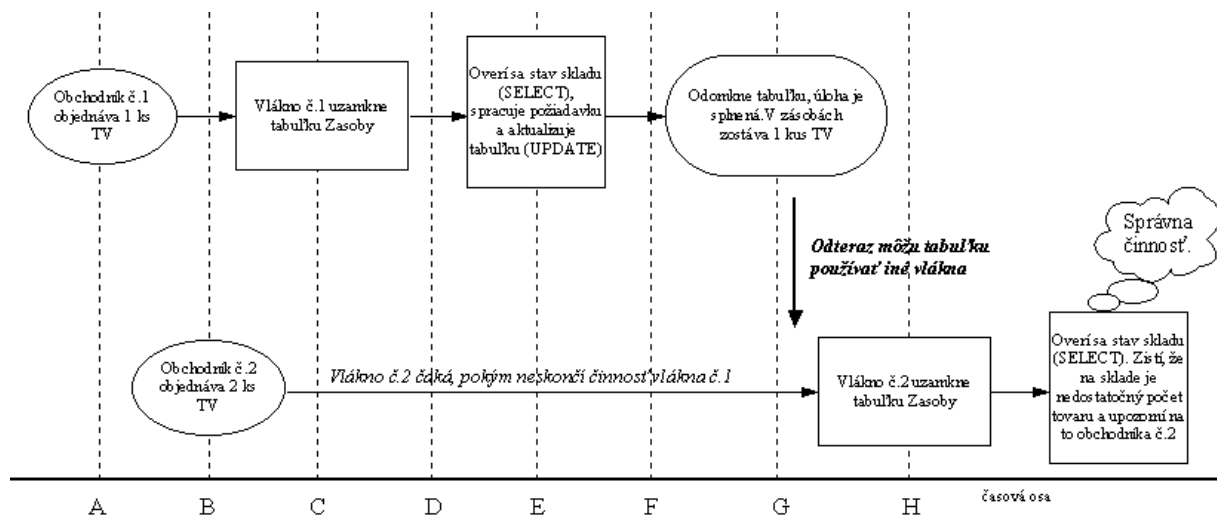 Obchodník č.1
objednáva 1 ks
TV
Vlákno č.1 uzamkne
tabuľku Zasoby
Overí sa stav skladu
(SELECT),
spracuje požiadavku
a aktualizuje
tabuľku (UPDATE)
Odomkne tabuľku, úloha je
splnená. V zásobách
zostáva 1 kus TV
Správna
činnosť.
Odteraz môžu tabuľku
používať iné vlákna
Obchodník č.2
objednáva 2 ks
TV
Vlákno č.2 čaká, pokým neskončí činnosť vlákna č.1
Vlákno č.2 uzamkne
tabuľku Zasoby
Overí sa stav skladu
(SELECT). Zistí, že
na sklade je
nedostatočný počet
tovaru a upozorní na
to obchodníka č.2
A B C D E F G H
časová osa